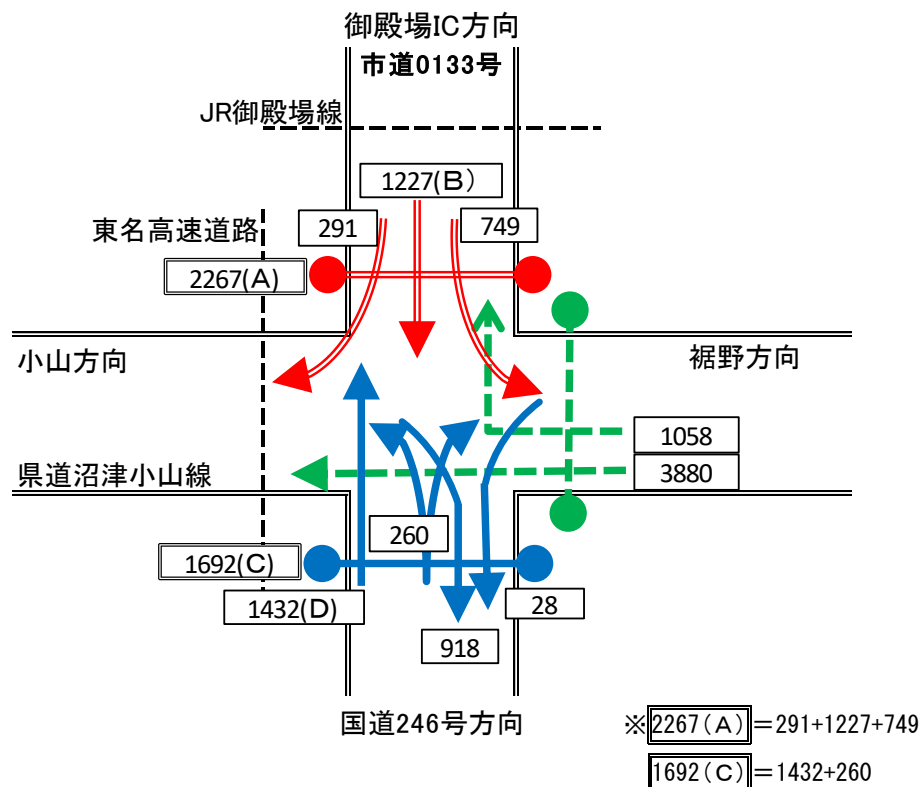 御殿場IC方向
市道0133号
JR御殿場線
1227(B)
東名高速道路
291
749
2267(A)
小山方向
裾野方向
1058
県道沼津小山線
3880
260
1692(C)
1432(D)
28
918
国道246号方向
※2267(A)=291+1227+749
1692(C)=1432+260